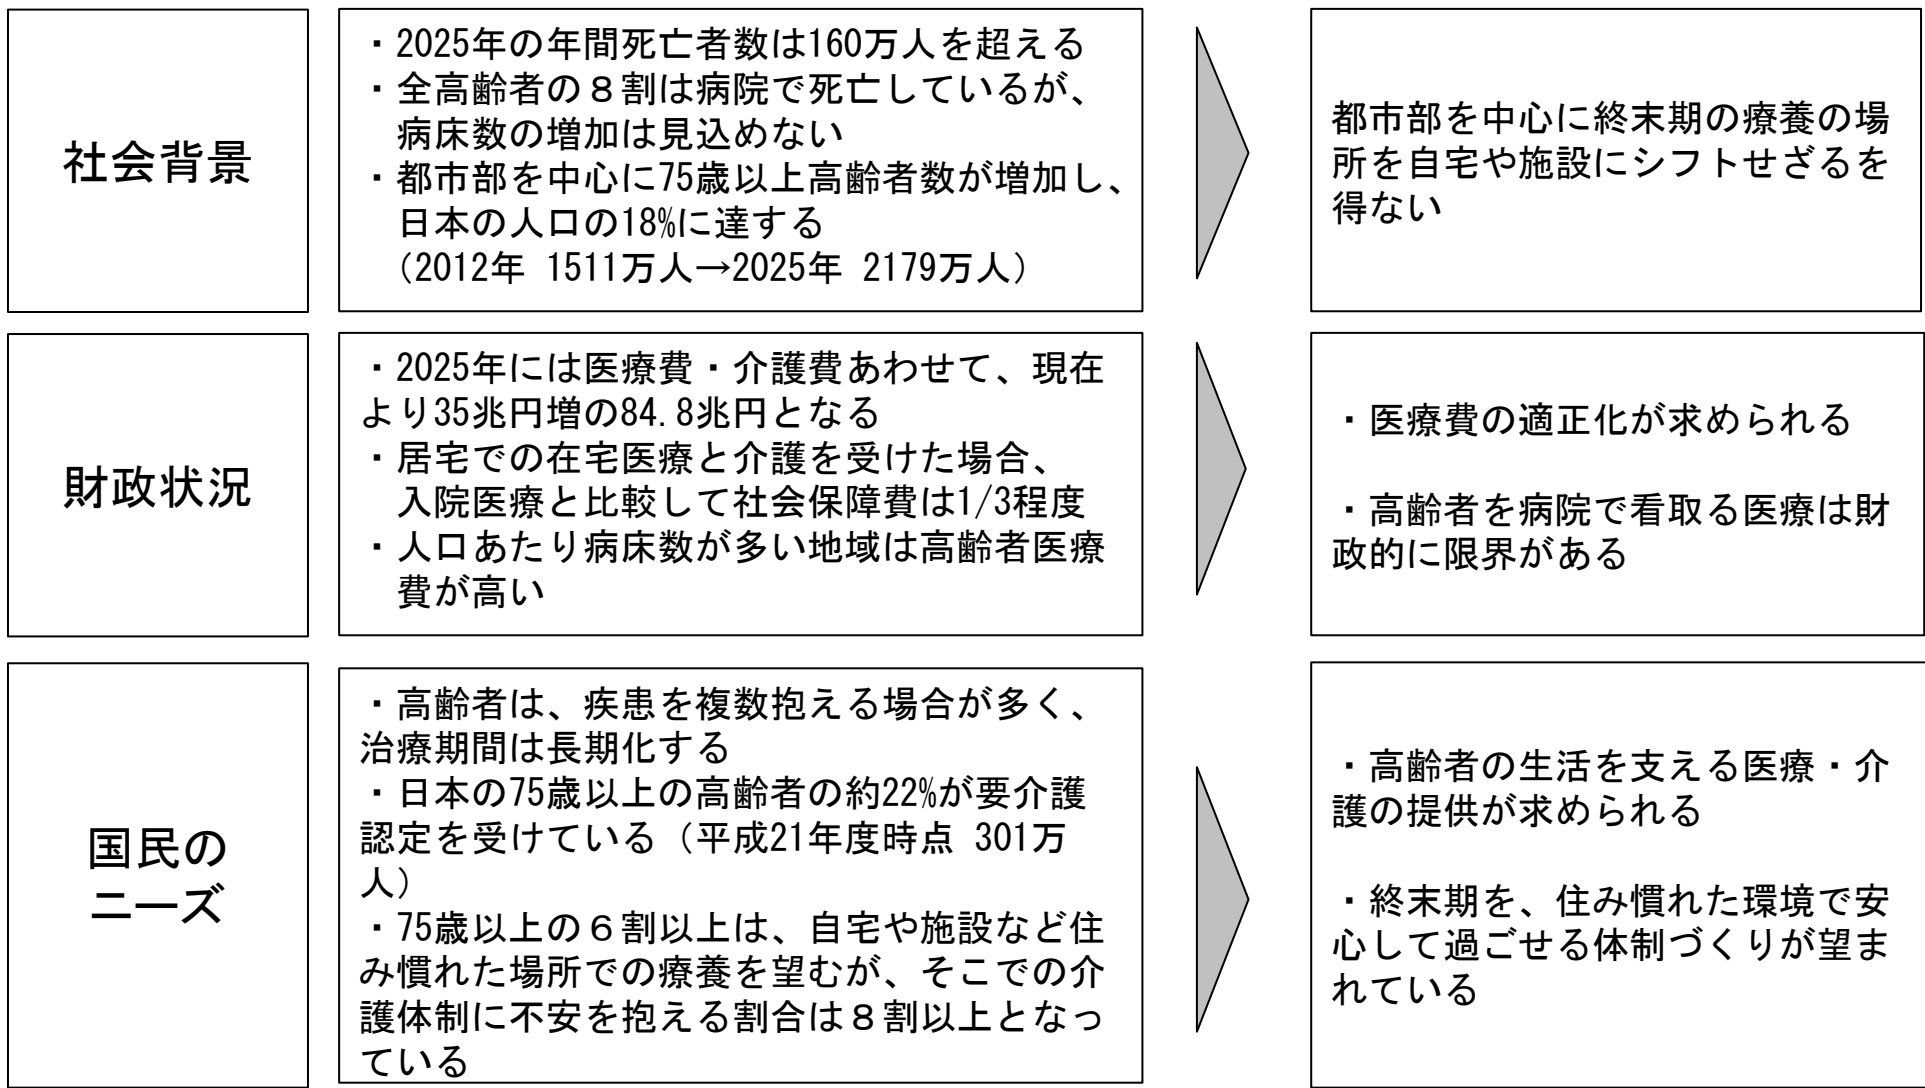 社会背景
・2025年の年間死亡者数は160万人を超える
・全高齢者の８割は病院で死亡しているが、
病床数の増加は見込めない
・都市部を中心に75歳以上高齢者数が増加し、
日本の人口の18%に達する
（2012年 1511万人→2025年 2179万人）
都市部を中心に終末期の療養の場
所を自宅や施設にシフトせざるを
得ない
財政状況
・2025年には医療費・介護費あわせて、現在
より35兆円増の84.8兆円となる
・居宅での在宅医療と介護を受けた場合、
入院医療と比較して社会保障費は1/3程度
・人口あたり病床数が多い地域は高齢者医療
費が高い
・医療費の適正化が求められる
・高齢者を病院で看取る医療は財
政的に限界がある
国民の
ニーズ
・高齢者は、疾患を複数抱える場合が多く、
治療期間は長期化する
・日本の75歳以上の高齢者の約22%が要介護
認定を受けている（平成21年度時点 301万
人）
・75歳以上の６割以上は、自宅や施設など住
み慣れた場所での療養を望むが、そこでの介
護体制に不安を抱える割合は８割以上となっ
ている
・高齢者の生活を支える医療・介
護の提供が求められる
・終末期を、住み慣れた環境で安
心して過ごせる体制づくりが望ま
れている